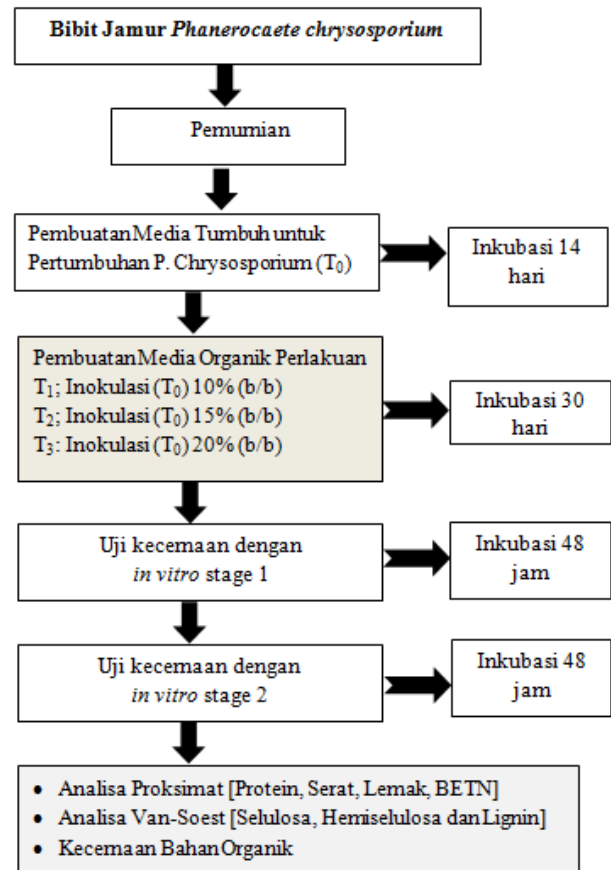 Bibit Jamur Phanerocaete chrysosporium
Pemurnian
Pembuatan Media Tumbuh untuk
Pertumbuhan P. Chrysosporium (T₀)
Inkubasi 14
hari
Pembuatan Media Organik Perlakuan
T₁; Inokulasi (T₀) 10% (b/b)
T₂; Inokulasi (T₀) 15% (b/b)
T₃: Inokulasi (T₀) 20% (b/b)
Inkubasi 30
hari
Uji kecernaan dengan
in vitro stage 1
Inkubasi 48
jam
Uji kecernaan dengan
in vitro stage 2
Inkubasi 48
jam
• Analisa Proksimat [Protein, Serat, Lemak, BETN]
• Analisa Van-Soest [Selulosa, Hemiselulosa dan Lignin]
• Kecernaan Bahan Organik